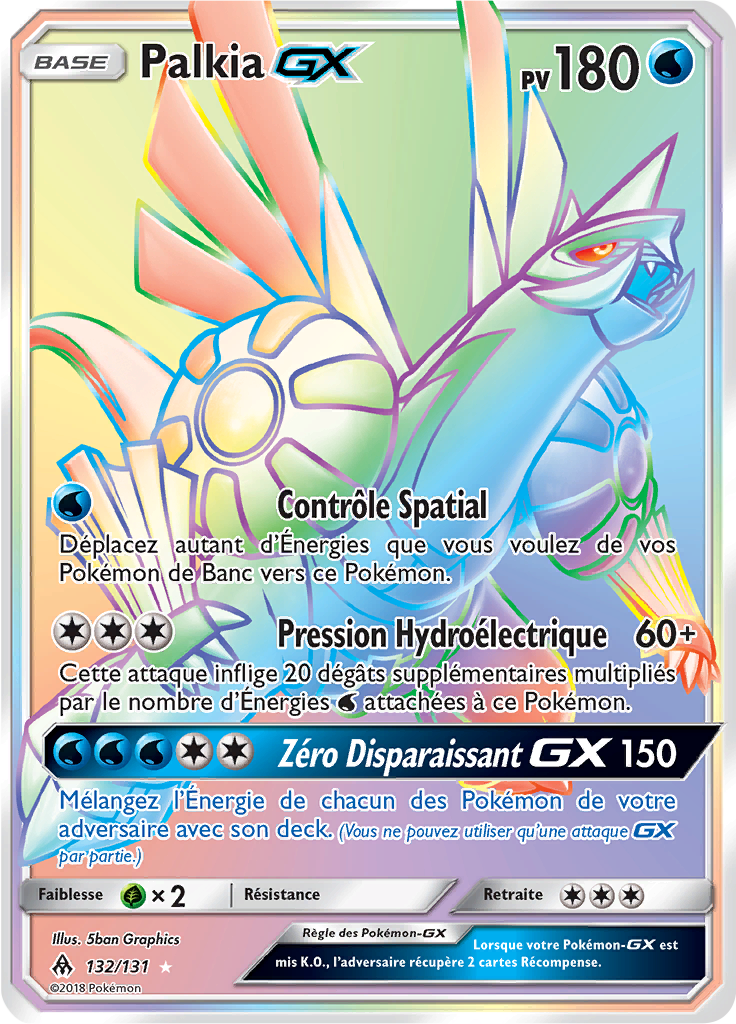 BASE Palkia GX PV 180
Contrôle Spatial
Déplacez autant d'Énergies que vous voulez de vos
Pokémon de Banc vers ce Pokémon.
Pression Hydroélectrique 60+
Cette attaque inflige 20 dégâts supplémentaires multipliés
par le nombre d'Énergies attachées à ce Pokémon.
Zéro Disparaissant GX 150
Mélangez l'Énergie de chacun des Pokémon de votre
adversaire avec son deck. (Vous ne pouvez utiliser qu'une attaque GX
par partie.)
Faiblesse × 2 Résistance Retraite
Illus. 5ban Graphics
132/131
©2018 Pokémon
Règle des Pokémon-GX
Lorsque votre Pokémon-GX est
mis K.O., l'adversaire récupère 2 cartes Récompense.